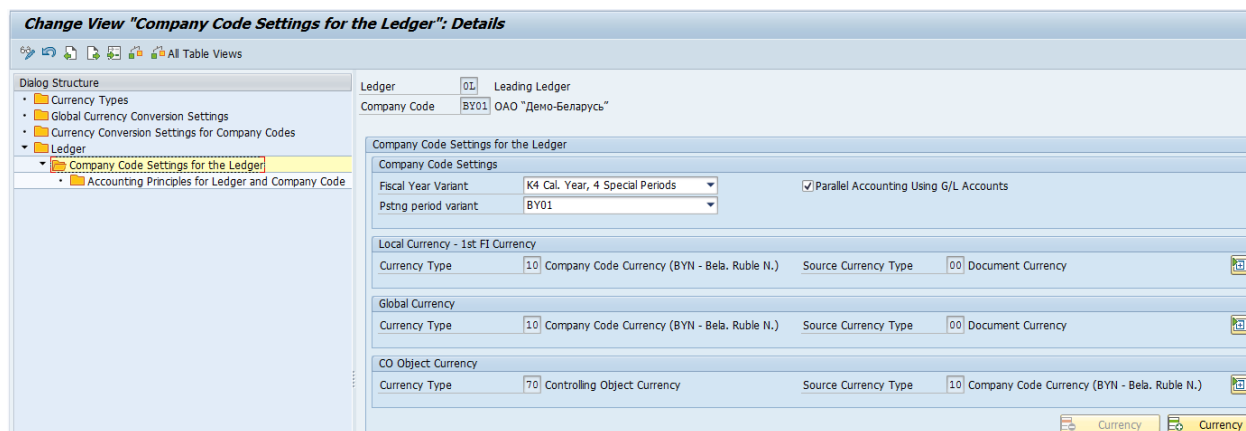 Change View "Company Code Settings for the Ledger": Details
All Table Views
Dialog Structure
Currency Types
Global Currency Conversion Settings
Currency Conversion Settings for Company Codes
Ledger
Company Code Settings for the Ledger
Accounting Principles for Ledger and Company Code
Ledger 0L Leading Ledger
Company Code BY01 ОАО "Демо-Беларусь"
Company Code Settings for the Ledger
Company Code Settings
Fiscal Year Variant K4 Cal. Year, 4 Special Periods Parallel Accounting Using G/L Accounts
Pstng period variant BY01
Local Currency - 1st FI Currency
Currency Type 10 Company Code Currency (BYN - Bela. Ruble N.) Source Currency Type 00 Document Currency
Global Currency
Currency Type 10 Company Code Currency (BYN - Bela. Ruble N.) Source Currency Type 00 Document Currency
CO Object Currency
Currency Type 70 Controlling Object Currency Source Currency Type 10 Company Code Currency (BYN - Bela. Ruble N.)
Currency Currency